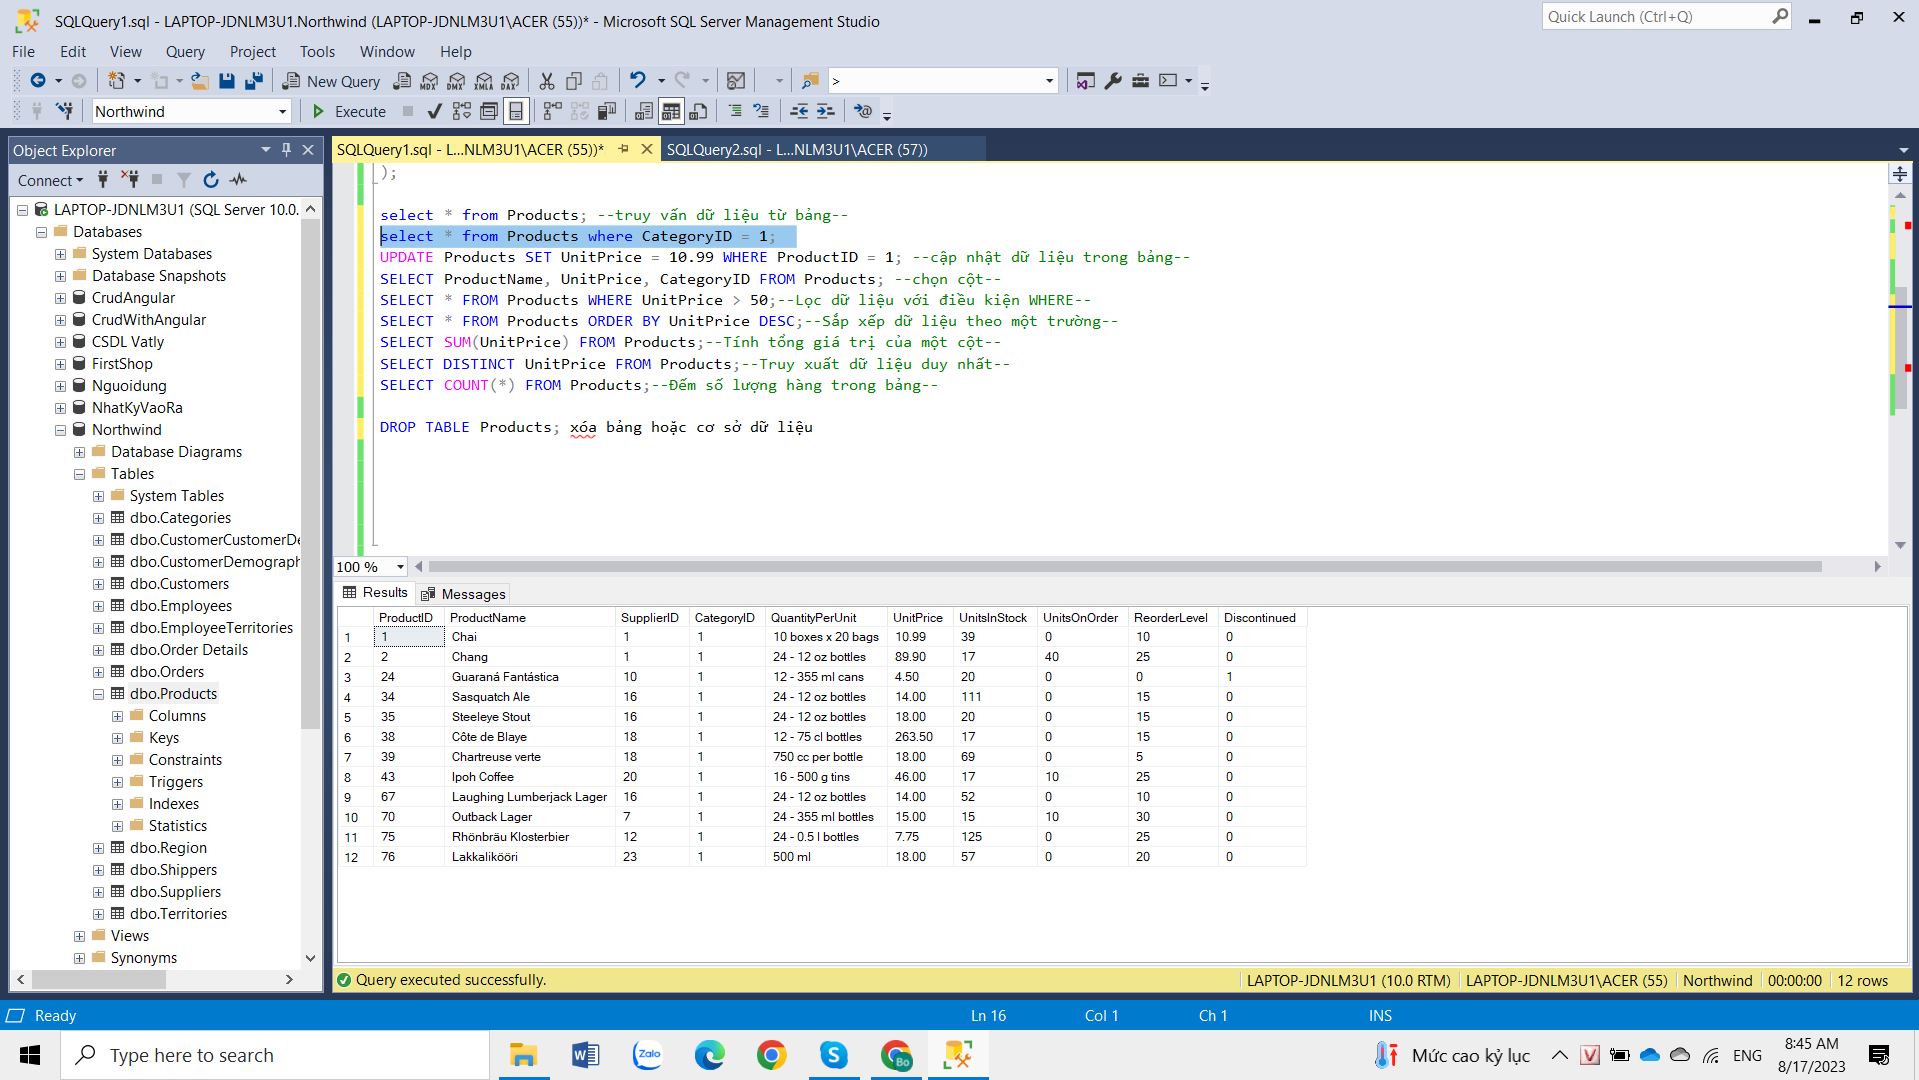 SQLQuery1.sql - LAPTOP-JDNLM3U1.Northwind (LAPTOP-JDNLM3U1\ACER (55))* - Microsoft SQL Server Management Studio
Quick Launch (Ctrl+Q)
File Edit View Query Project Tools Window Help
New Query MDX DMX XMLA DAX >
Northwind Execute
Object Explorer
Connect
LAPTOP-JDNLM3U1 (SQL Server 10.0.
Databases
System Databases
Database Snapshots
CrudAngular
CrudWithAngular
CSDL Vatly
FirstShop
Nguoidung
NhatKyVaoRa
Northwind
Database Diagrams
Tables
System Tables
dbo.Categories
dbo.CustomerCustomerDe
dbo.CustomerDemograph
dbo.Customers
dbo.Employees
dbo.EmployeeTerritories
dbo.Order Details
dbo.Orders
dbo.Products
Columns
Keys
Constraints
Triggers
Indexes
Statistics
dbo.Region
dbo.Shippers
dbo.Suppliers
dbo.Territories
Views
Synonyms
SQLQuery1.sql - L...NLM3U1\ACER (55))* SQLQuery2.sql - L...NLM3U1\ACER (57))
);
select * from Products; --truy vấn dữ liệu từ bảng--
select * from Products where CategoryID = 1;
UPDATE Products SET UnitPrice = 10.99 WHERE ProductID = 1; --cập nhật dữ liệu trong bảng--
SELECT ProductName, UnitPrice, CategoryID FROM Products; --chọn cột--
SELECT * FROM Products WHERE UnitPrice > 50;--Lọc dữ liệu với điều kiện WHERE--
SELECT * FROM Products ORDER BY UnitPrice DESC;--Sắp xếp dữ liệu theo một trường--
SELECT SUM(UnitPrice) FROM Products;--Tính tổng giá trị của một cột--
SELECT DISTINCT UnitPrice FROM Products;--Truy xuất dữ liệu duy nhất--
SELECT COUNT(*) FROM Products;--Đếm số lượng hàng trong bảng--
DROP TABLE Products; xóa bảng hoặc cơ sở dữ liệu
100 %
Results Messages
ProductID ProductName SupplierID CategoryID QuantityPerUnit UnitPrice UnitsInStock UnitsOnOrder ReorderLevel Discontinued
1 1 Chai 1 1 10 boxes x 20 bags 10.99 39 0 10 0
2 2 Chang 1 1 24 - 12 oz bottles 89.90 17 40 25 0
3 24 Guaraná Fantástica 10 1 12 - 355 ml cans 4.50 20 0 0 1
4 34 Sasquatch Ale 16 1 24 - 12 oz bottles 14.00 111 0 15 0
5 35 Steeleye Stout 16 1 24 - 12 oz bottles 18.00 20 0 15 0
6 38 Côte de Blaye 18 1 12 - 75 cl bottles 263.50 17 0 15 0
7 39 Chartreuse verte 18 1 750 cc per bottle 18.00 69 0 5 0
8 43 Ipoh Coffee 20 1 16 - 500 g tins 46.00 17 10 25 0
9 67 Laughing Lumberjack Lager 16 1 24 - 12 oz bottles 14.00 52 0 10 0
10 70 Outback Lager 7 1 24 - 355 ml bottles 15.00 15 10 30 0
11 75 Rhönbräu Klosterbier 12 1 24 - 0.5 l bottles 7.75 125 0 25 0
12 76 Lakkalikööri 23 1 500 ml 18.00 57 0 20 0
Query executed successfully. LAPTOP-JDNLM3U1 (10.0 RTM) LAPTOP-JDNLM3U1\ACER (55) Northwind 00:00:00 12 rows
Ready Ln 16 Col 1 Ch 1 INS
Type here to search
Zalo
Bo
Mức cao kỷ lục
ENG
8:45 AM
8/17/2023